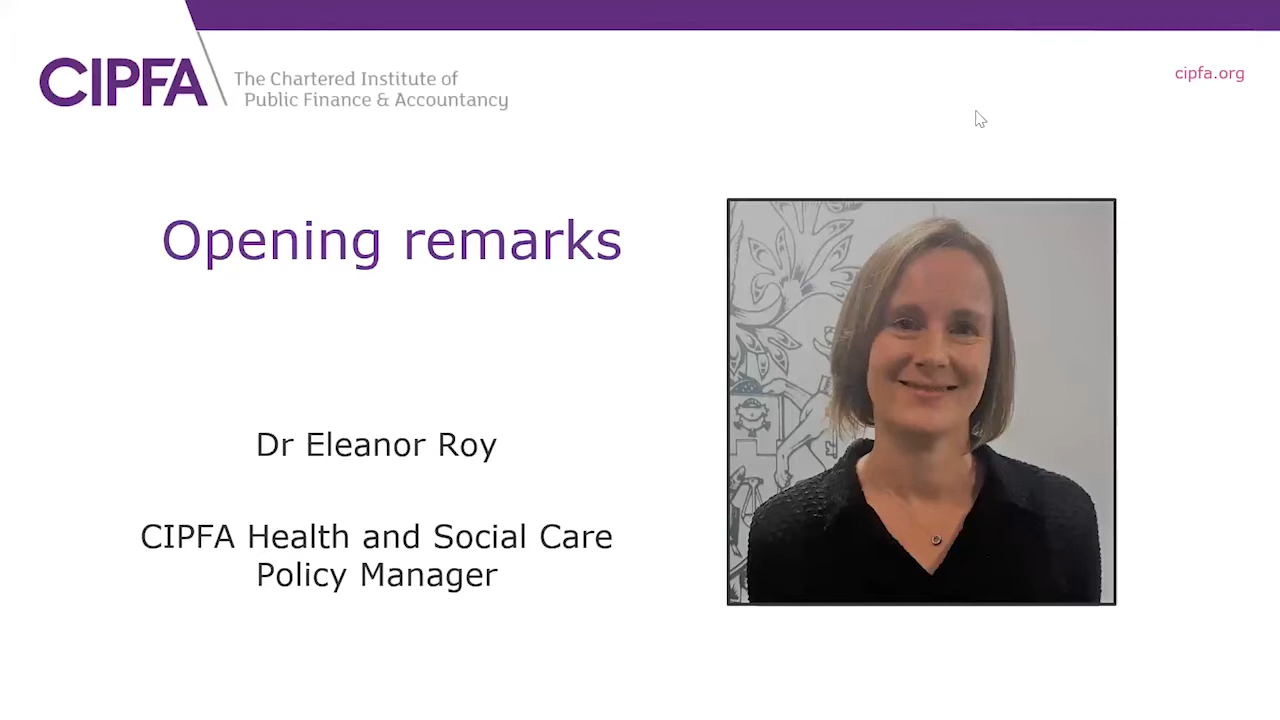 CIPFA
The Chartered Institute of
Public Finance & Accountancy
cipfa.org
Opening remarks
Dr Eleanor Roy
CIPFA Health and Social Care
Policy Manager